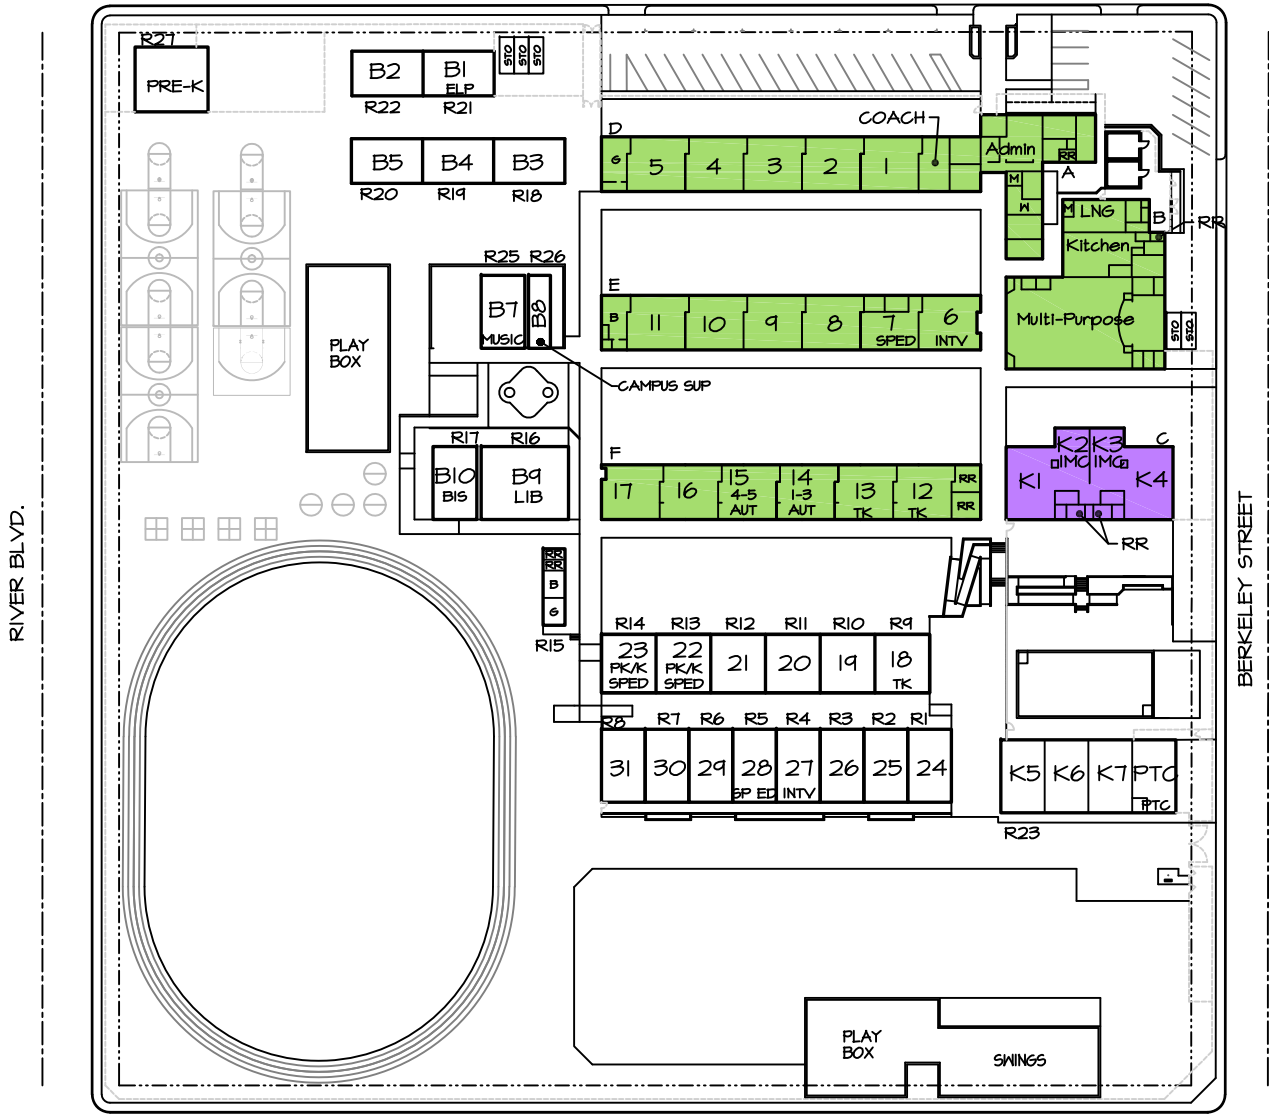 R27
PRE-K
B2
B1
ELP
R22
R21
STO
STO
STO
B5
B4
B3
R20
R19
R18
COACH
D
G
5
4
3
2
1
Admin
RR
A
M
W
M
LNG
B
RR
Kitchen
Multi-Purpose
STO
STO
R25
R26
B7
MUSIC
B8
CAMPUS SUP
E
B
11
10
9
8
7
SPED
6
INTV
PLAY
BOX
F
17
16
15
4-5
AUT
14
1-3
AUT
13
TK
12
TK
RR
RR
R17
R16
B10
BIS
B9
LIB
C
K2
K3
IMC
IMC
K1
K4
RR
RIVER BLVD.
BERKELEY STREET
RR
RR
B
G
R15
R14
R13
R12
R11
R10
R9
23
PK/K
SPED
22
PK/K
SPED
21
20
19
18
TK
R8
R7
R6
R5
R4
R3
R2
R1
31
30
29
28
SP ED
27
INTV
26
25
24
K5
K6
K7
PTC
PTC
R23
PLAY
BOX
SWINGS